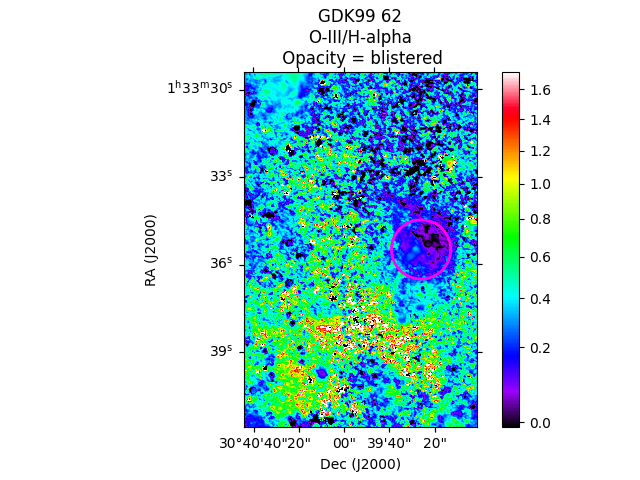 GDK99 62
O-III/H-alpha
Opacity = blistered
1h33m30s
33s
36s
39s
RA (J2000)
30°40'40"20" 00" 39'40" 20"
Dec (J2000)
1.6
1.4
1.2
1.0
0.8
0.6
0.4
0.2
0.0